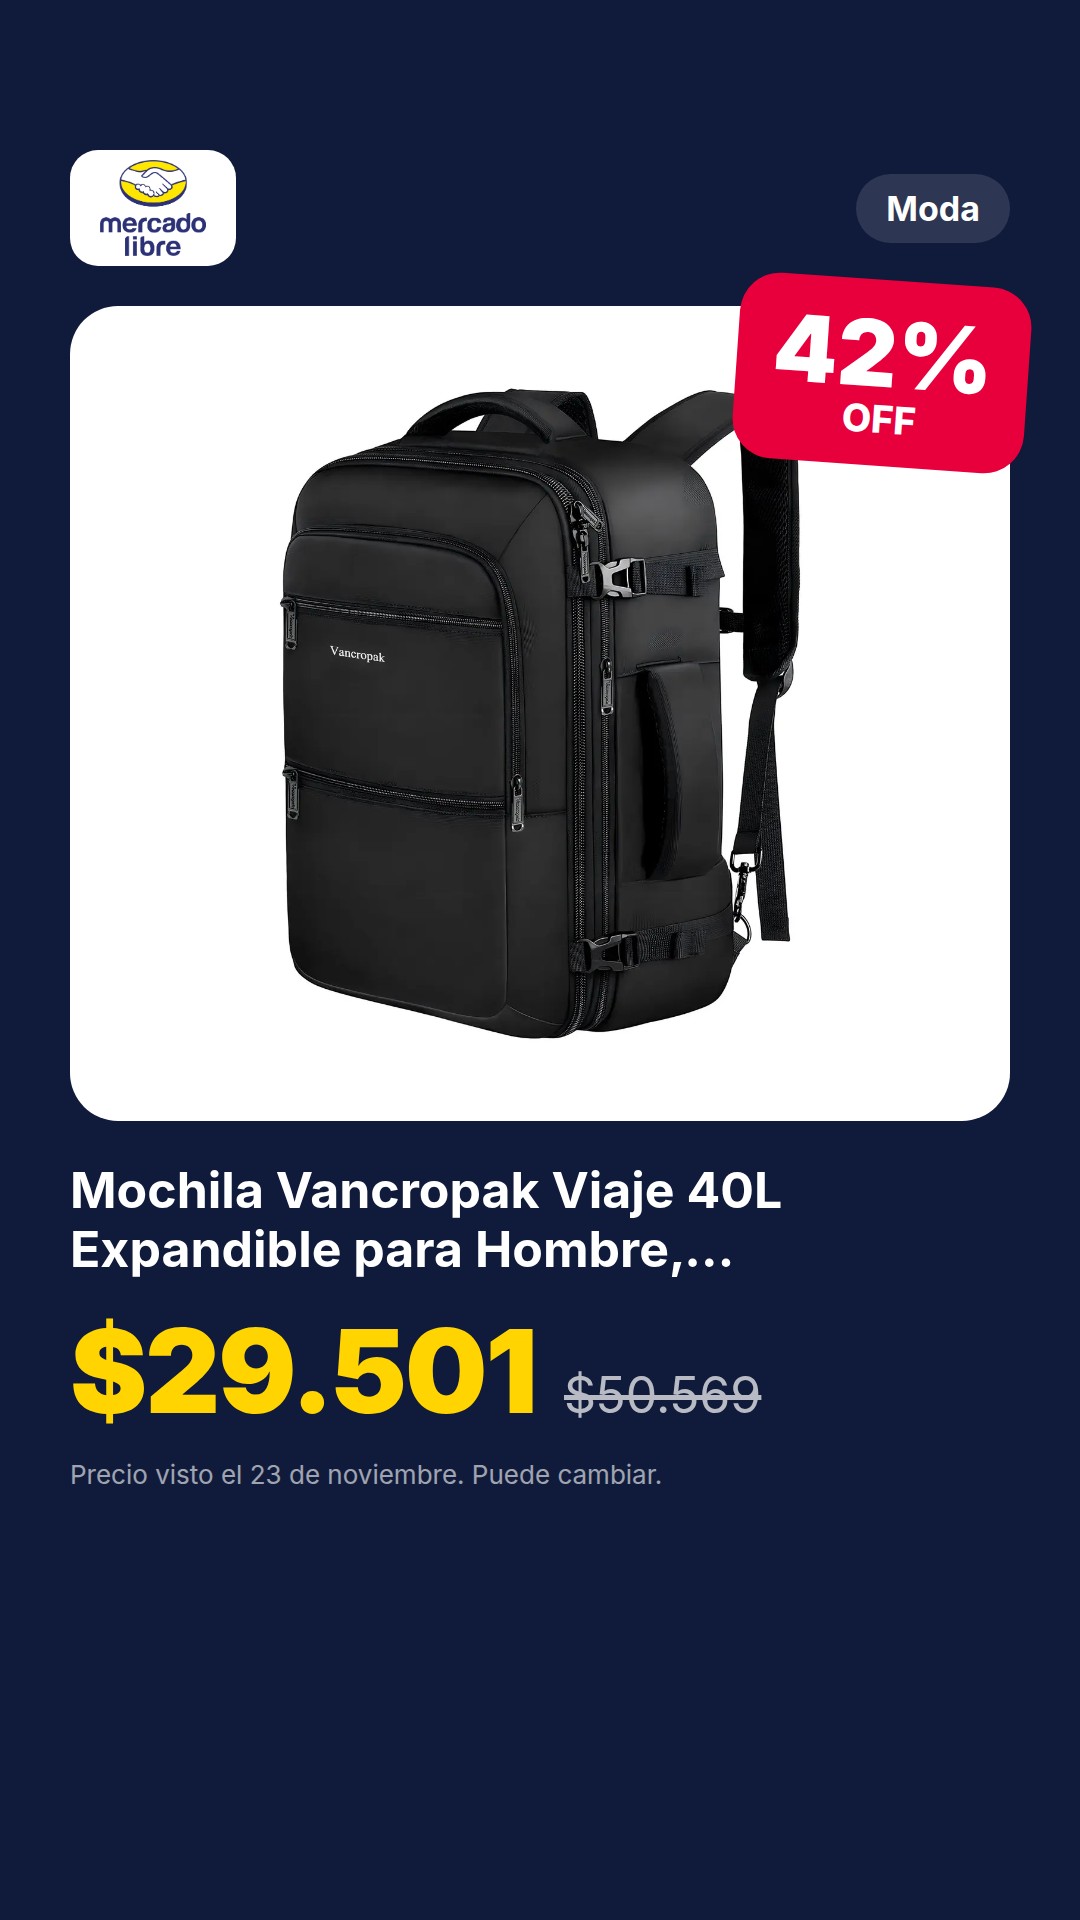 mercado
libre
Moda
42%
OFF
Vancropak
Mochila Vancropak Viaje 40L
Expandible para Hombre,...
$29.501 $50.569
Precio visto el 23 de noviembre. Puede cambiar.